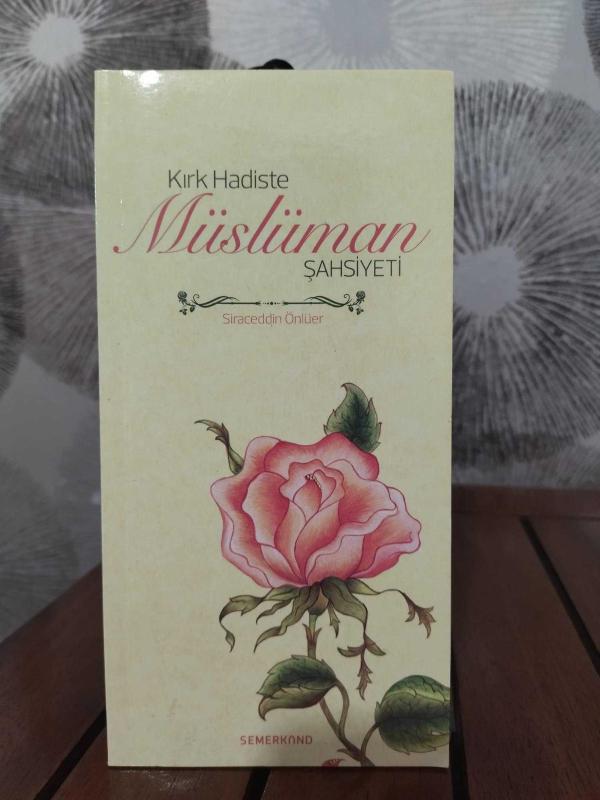 Kırk Hadiste
Müslüman
ŞAHSİYETİ
Siraceddin Önlüer
SEMERKAND